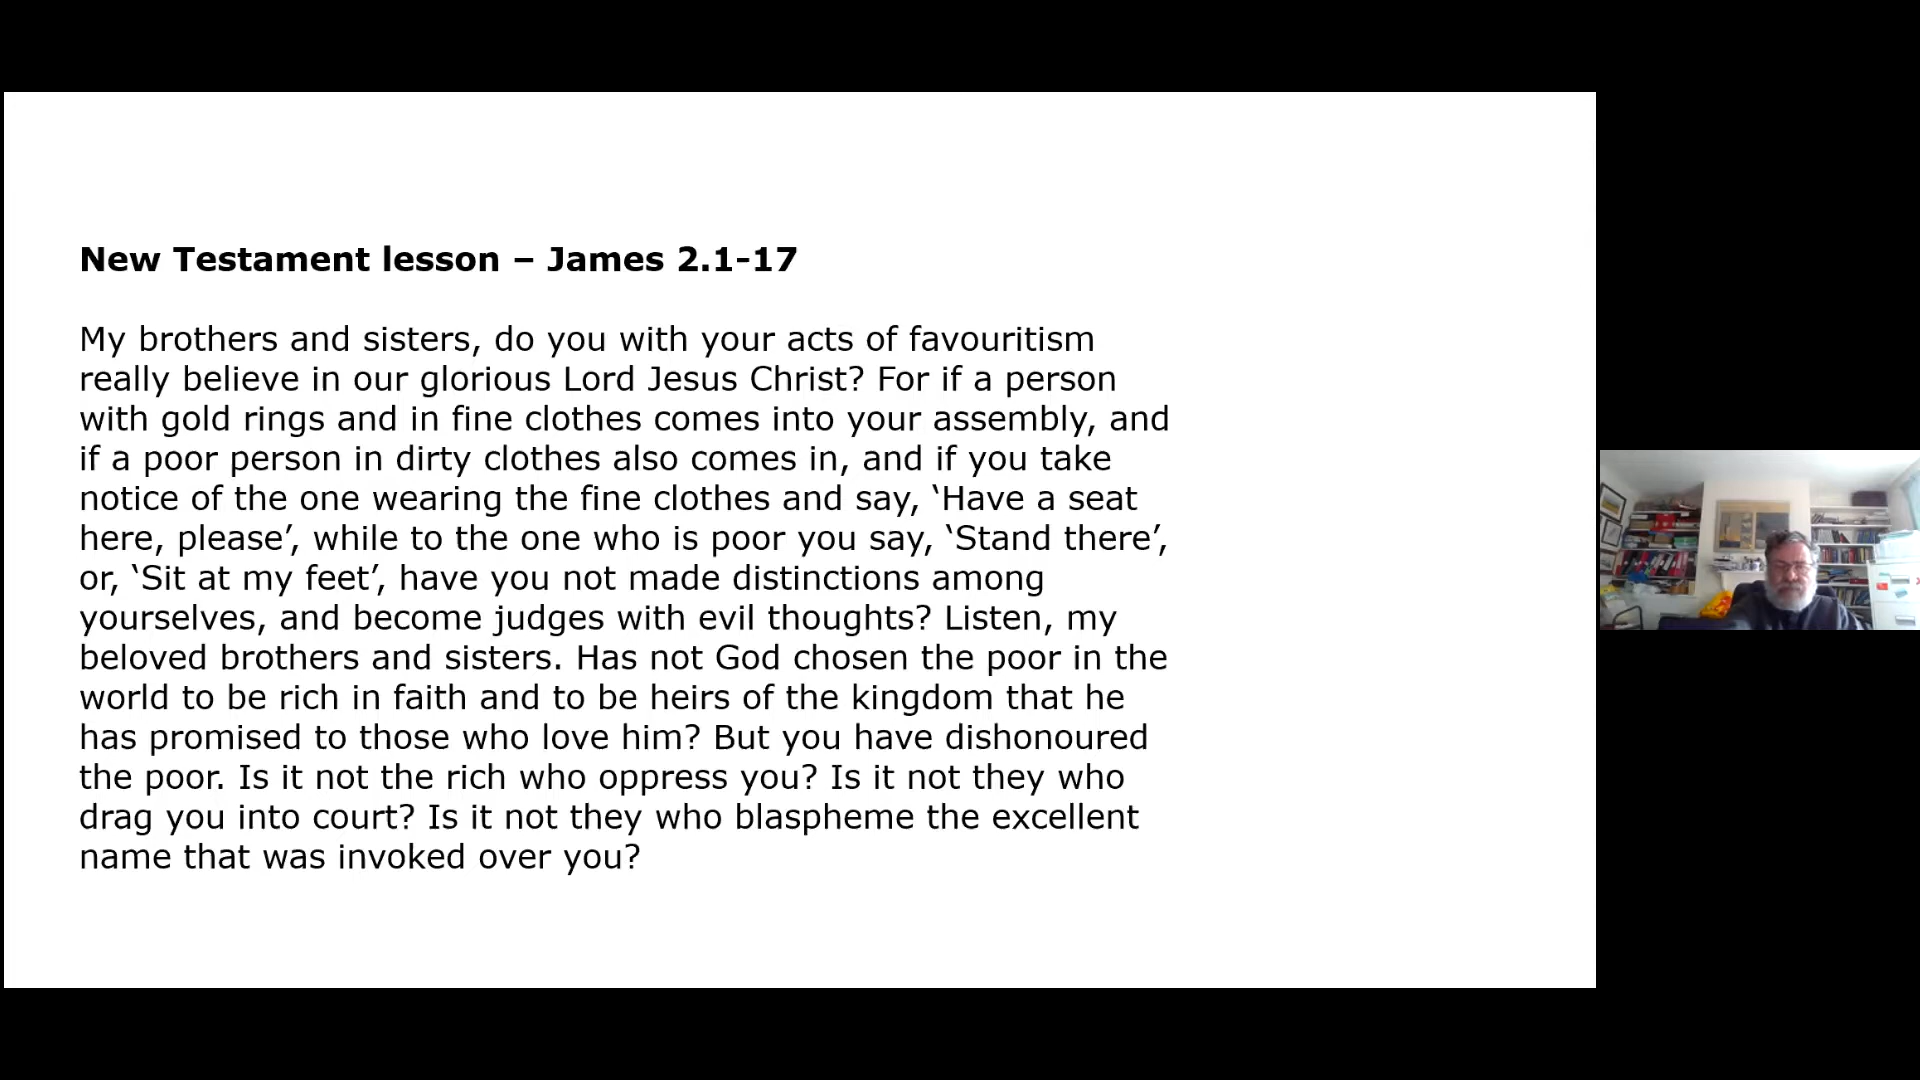 New Testament lesson – James 2.1-17
My brothers and sisters, do you with your acts of favouritism
really believe in our glorious Lord Jesus Christ? For if a person
with gold rings and in fine clothes comes into your assembly, and
if a poor person in dirty clothes also comes in, and if you take
notice of the one wearing the fine clothes and say, ‘Have a seat
here, please’, while to the one who is poor you say, ‘Stand there’,
or, ‘Sit at my feet’, have you not made distinctions among
yourselves, and become judges with evil thoughts? Listen, my
beloved brothers and sisters. Has not God chosen the poor in the
world to be rich in faith and to be heirs of the kingdom that he
has promised to those who love him? But you have dishonoured
the poor. Is it not the rich who oppress you? Is it not they who
drag you into court? Is it not they who blaspheme the excellent
name that was invoked over you?